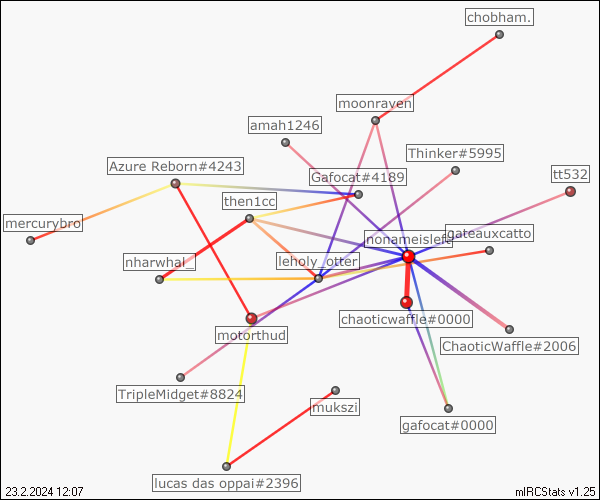 chobham.
moonraven
amah1246
Thinker#5995
Azure Reborn#4243
Gafocat#4189
tt532
then1cc
mercurybro
gateauxcatto
nharwhal_
leholy_otter
chaoticwaffle#0000
motorthud
ChaoticWaffle#2006
TripleMidget#8824
mukszi
gafocat#0000
lucas das oppai#2396
23.2.2024 12:07
mIRCStats v1.25